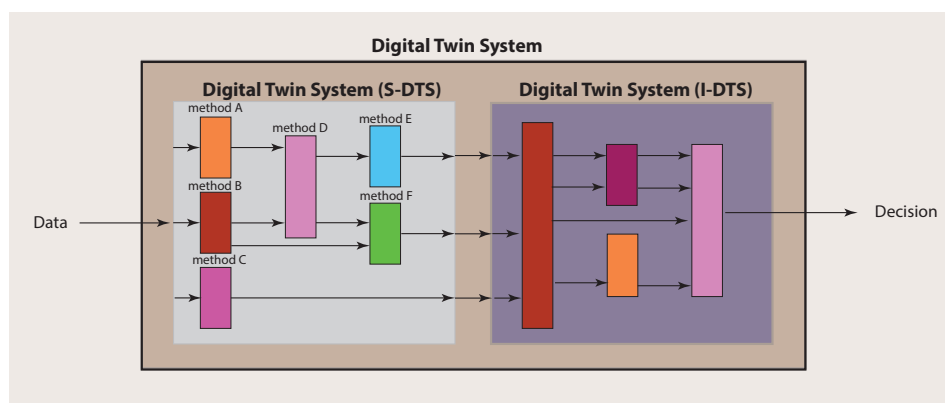 Digital Twin System
Digital Twin System (S-DTS)
Digital Twin System (I-DTS)
method A
method D
method E
method B
method F
method C
Data
Decision